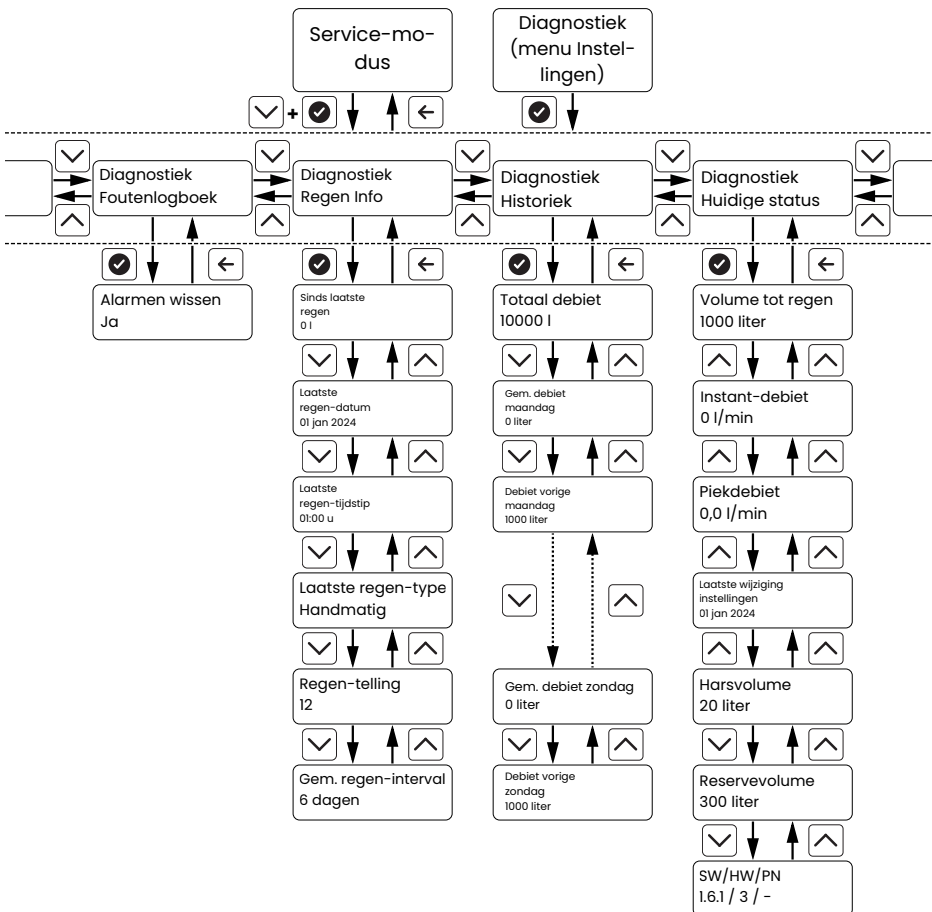 Service-mo-
dus
Diagnostiek
(menu Instel-
lingen)
+
Diagnostiek
Foutenlogboek
Diagnostiek
Regen Info
Diagnostiek
Historiek
Diagnostiek
Huidige status
Alarmen wissen
Ja
Sinds laatste
regen
0 l
Laatste
regen-datum
01 jan 2024
Laatste
regen-tijdstip
01:00 u
Laatste regen-type
Handmatig
Regen-telling
12
Gem. regen-interval
6 dagen
Totaal debiet
10000 l
Gem. debiet
maandag
0 liter
Debiet vorige
maandag
1000 liter
Gem. debiet zondag
0 liter
Debiet vorige
zondag
1000 liter
Volume tot regen
1000 liter
Instant-debiet
0 l/min
Piekdebiet
0,0 l/min
Laatste wijziging
instellingen
01 jan 2024
Harsvolume
20 liter
Reservevolume
300 liter
SW/HW/PN
1.6.1 / 3 / -